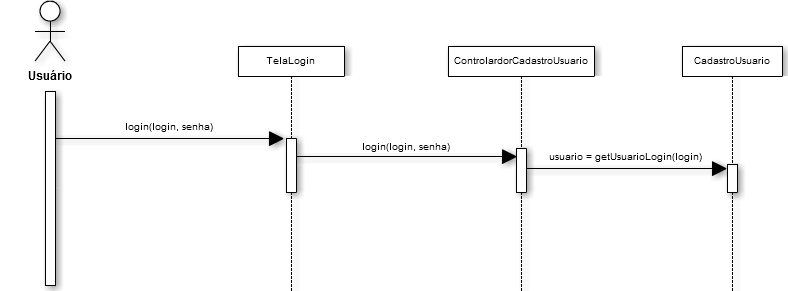 Usuário
TelaLogin
ControlardorCadastroUsuario
CadastroUsuario
login(login, senha)
login(login, senha)
usuario = getUsuarioLogin(login)